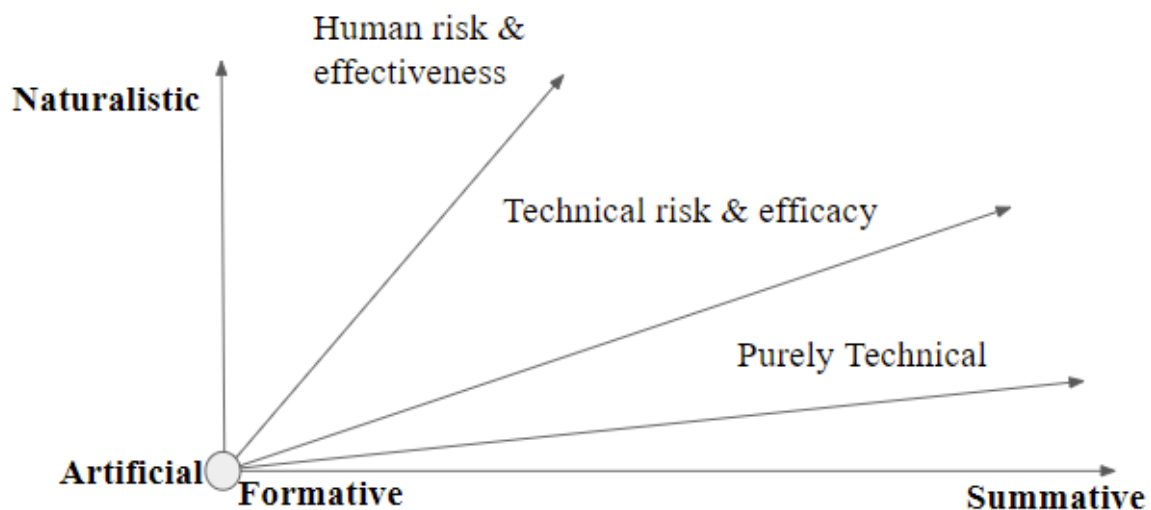 Human risk &
effectiveness
Naturalistic
Technical risk & efficacy
Purely Technical
Artificial
Formative
Summative